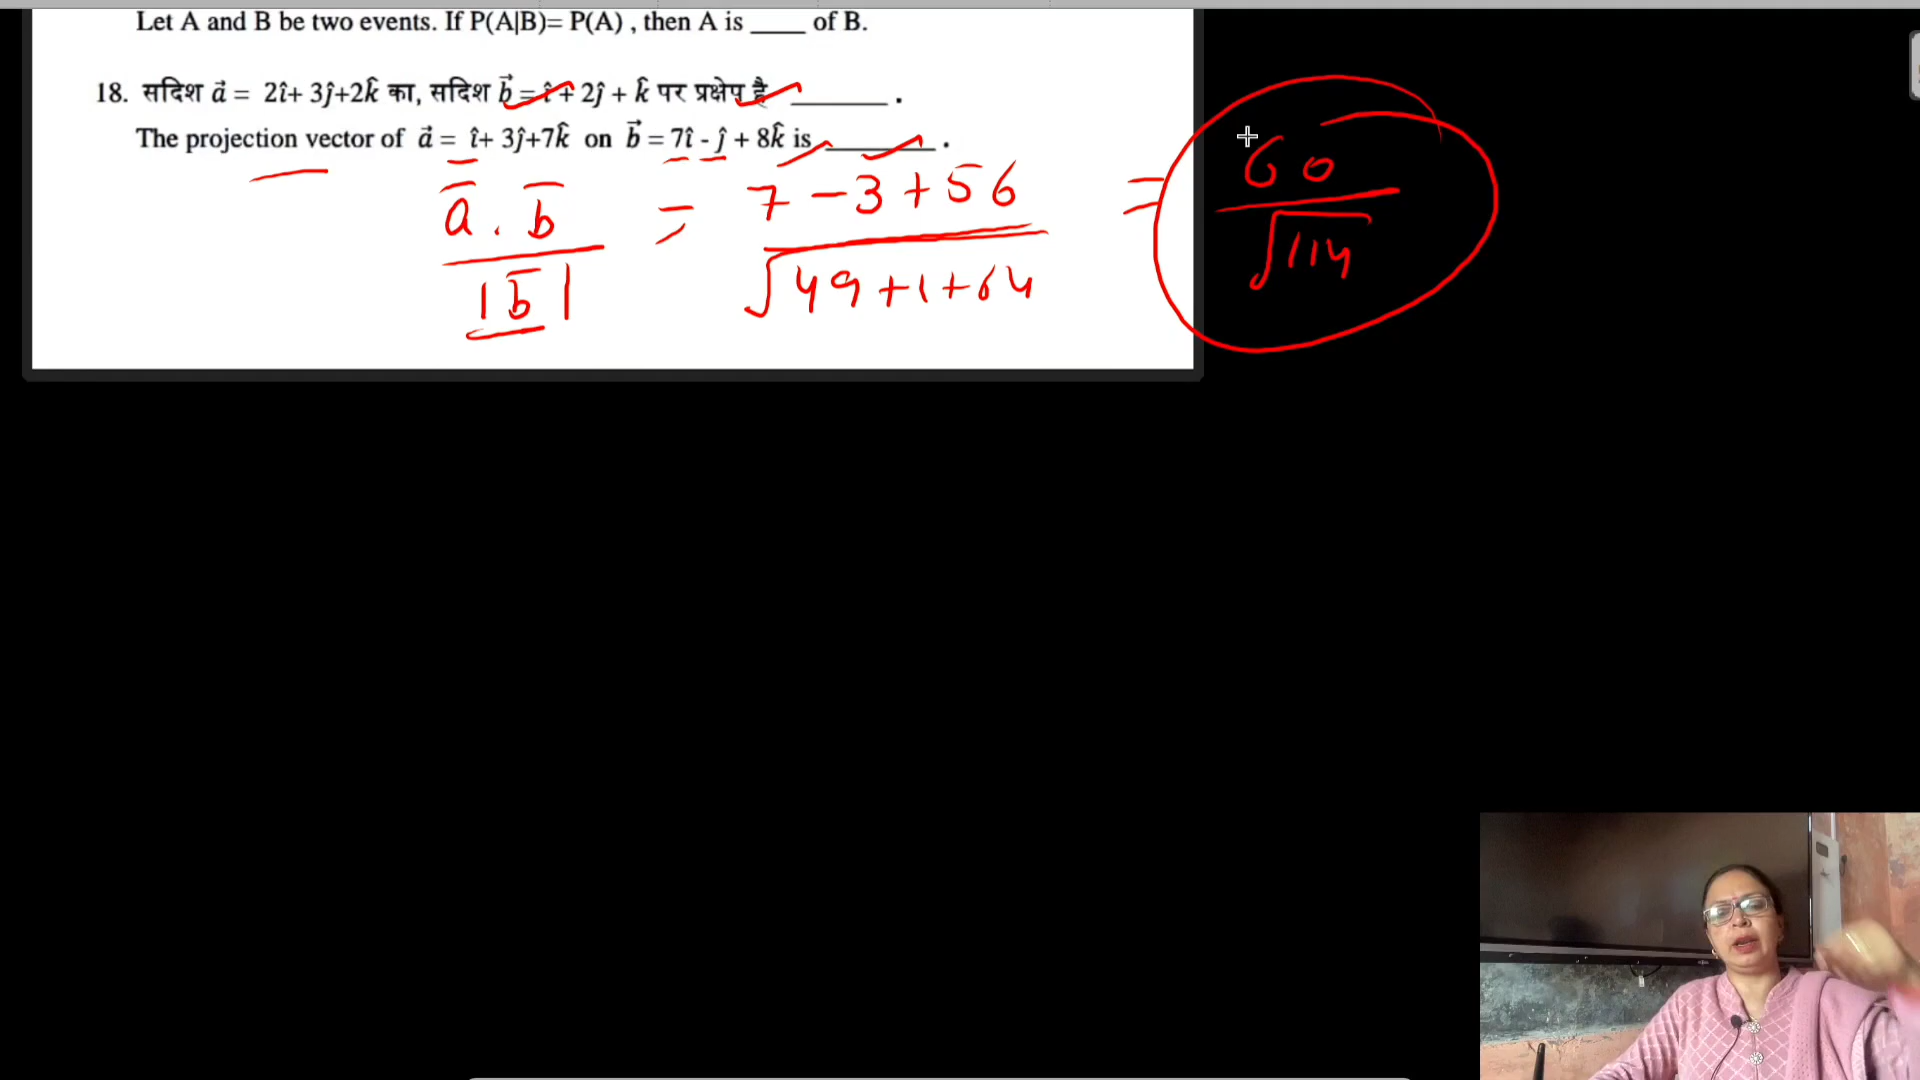 Let A and B be two events. If P(A|B)= P(A) , then A is ____ of B.
18. सदिश a⃗ = 2î+ 3ĵ+2k̂ का, सदिश b⃗ = î + 2ĵ + k̂ पर प्रक्षेप है _______ .
The projection vector of a⃗ = î+ 3ĵ+7k̂ on b⃗ = 7î - ĵ + 8k̂ is ________ .
a̅ . b̅ / |b̅| = 7 − 3 + 56 / √49+1+64 = 60 / √114